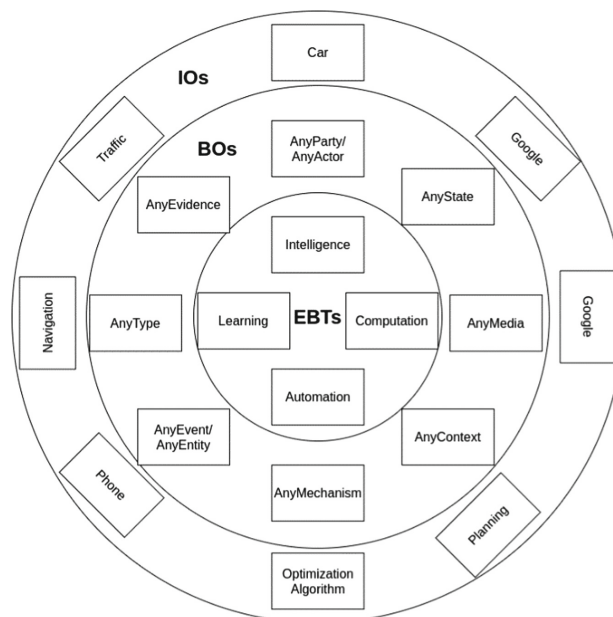 Car
IOs
Traffic
Google
BOs
AnyParty/
AnyActor
AnyEvidence
AnyState
Intelligence
Navigation
AnyType
Learning
EBTs
Computation
AnyMedia
Google
Automation
AnyEvent/
AnyEntity
AnyContext
Phone
AnyMechanism
Planning
Optimization
Algorithm